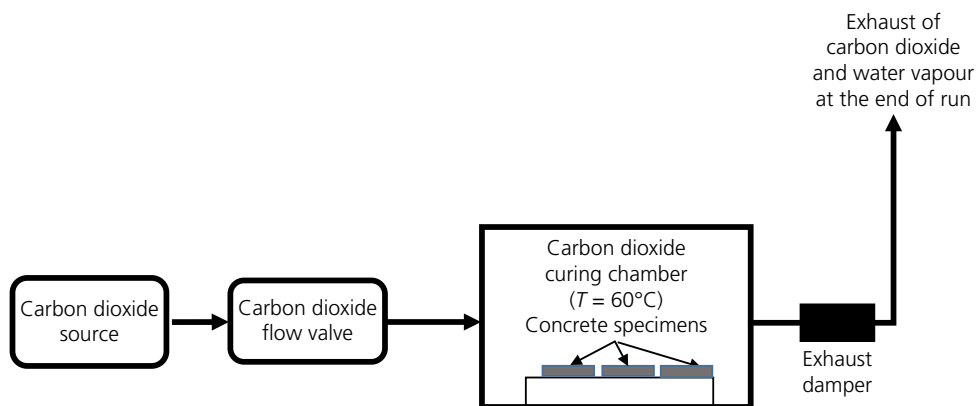 Exhaust of
carbon dioxide
and water vapour
at the end of run
Carbon dioxide
source
Carbon dioxide
flow valve
Carbon dioxide
curing chamber
(T = 60°C)
Concrete specimens
Exhaust
damper